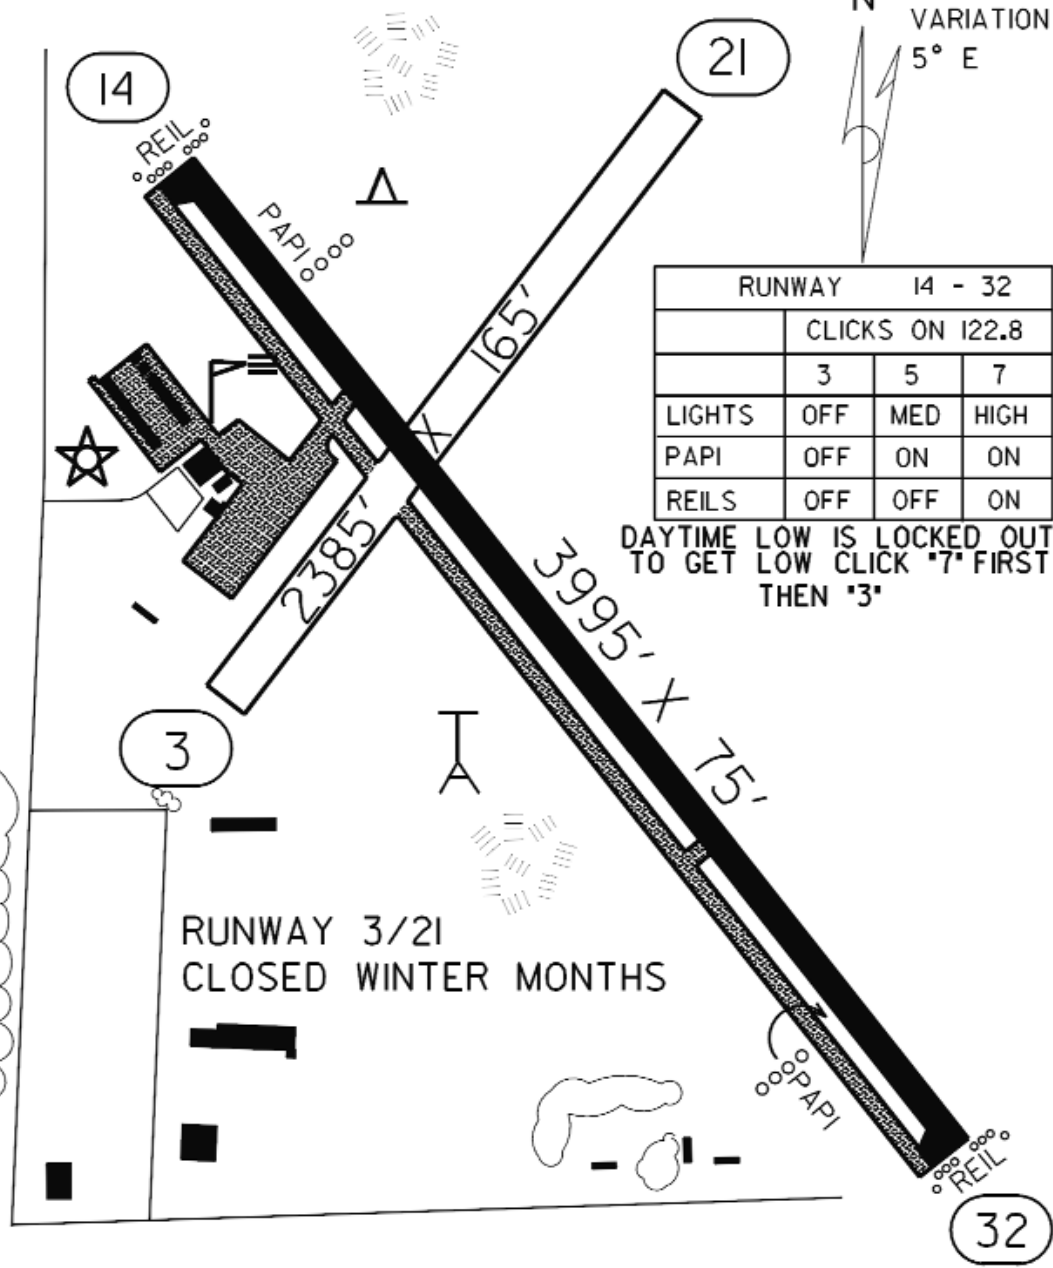 N
VARIATION
5° E
14
21
REIL
PAPI
165'
X
2385'
RUNWAY 14 - 32
CLICKS ON 122.8
3 5 7
LIGHTS OFF MED HIGH
PAPI OFF ON ON
REILS OFF OFF ON
DAYTIME LOW IS LOCKED OUT
TO GET LOW CLICK "7" FIRST
THEN "3"
3995' X 75'
3
RUNWAY 3/21
CLOSED WINTER MONTHS
PAPI
REIL
32